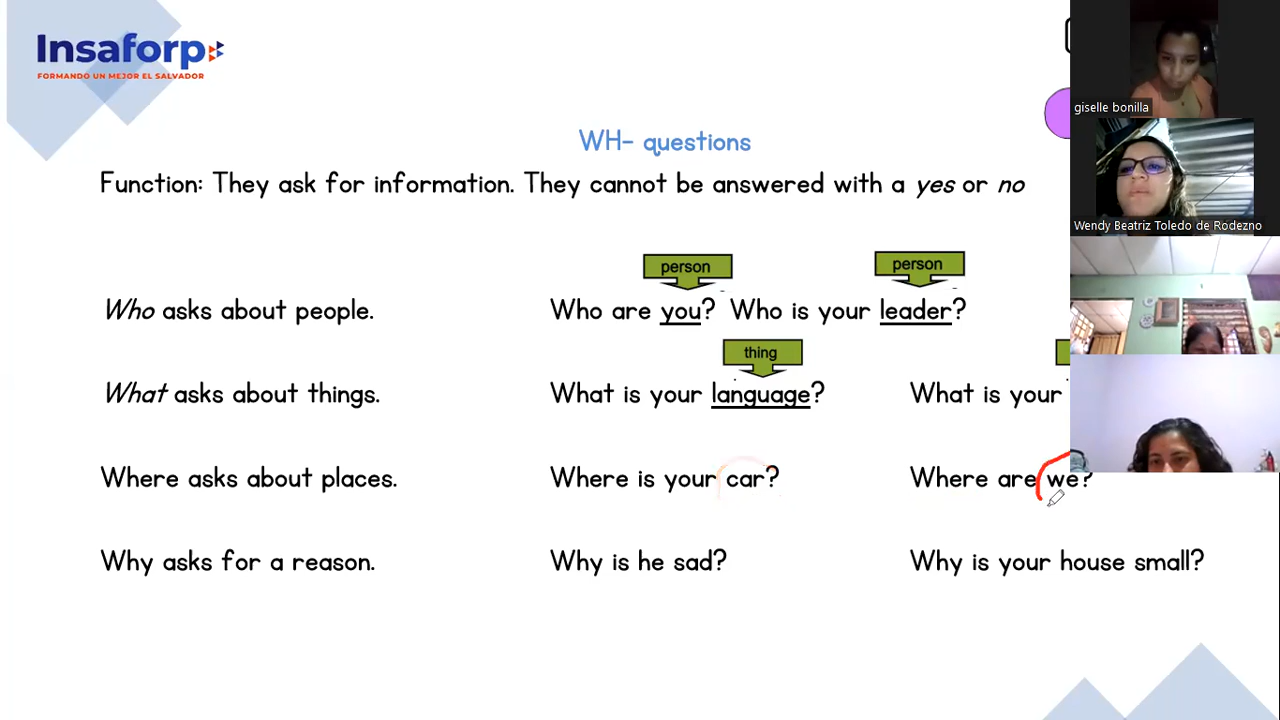 Insaforp
FORMANDO UN MEJOR EL SALVADOR
giselle bonilla
Wendy Beatriz Toledo de Rodezno
WH- questions
Function: They ask for information. They cannot be answered with a yes or no
person
person
Who asks about people.
Who are you? Who is your leader?
thing
What asks about things.
What is your language?
What is your
Where asks about places.
Where is your car?
Where are we?
Why asks for a reason.
Why is he sad?
Why is your house small?